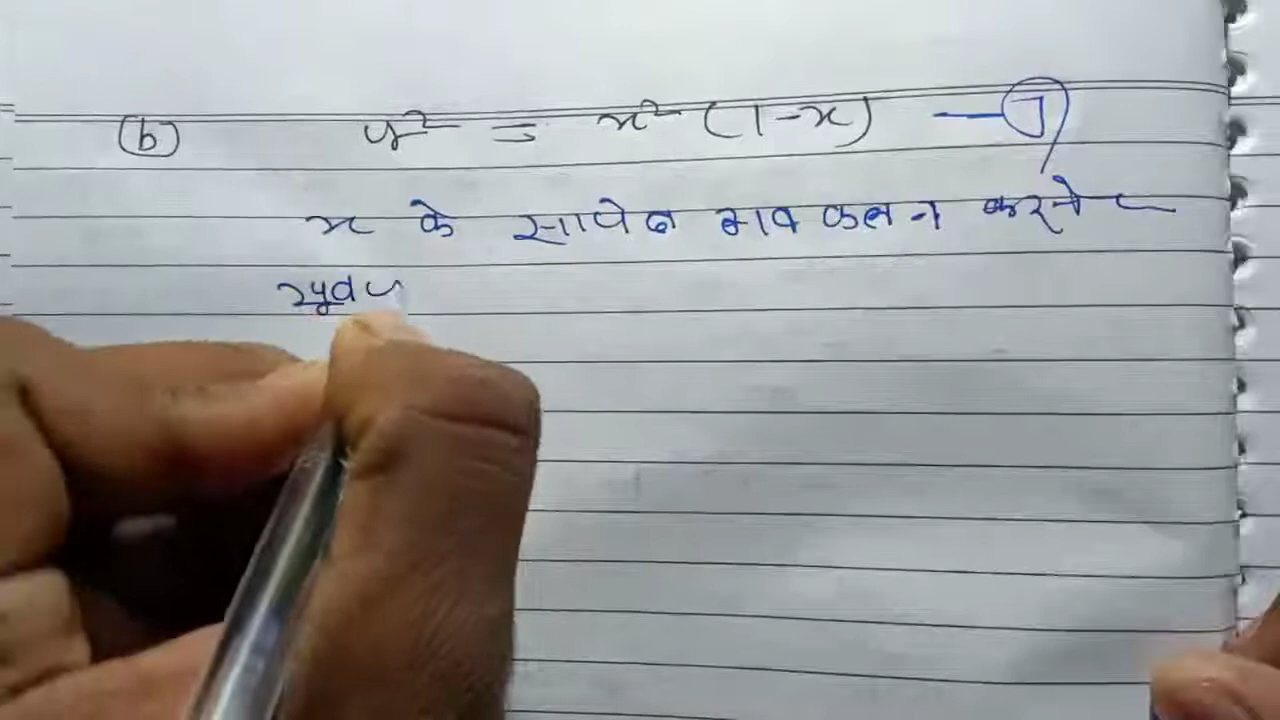 (b) y² = x² (1-x) —①
x के सापेक्ष अवकलन करने पर
2ydy